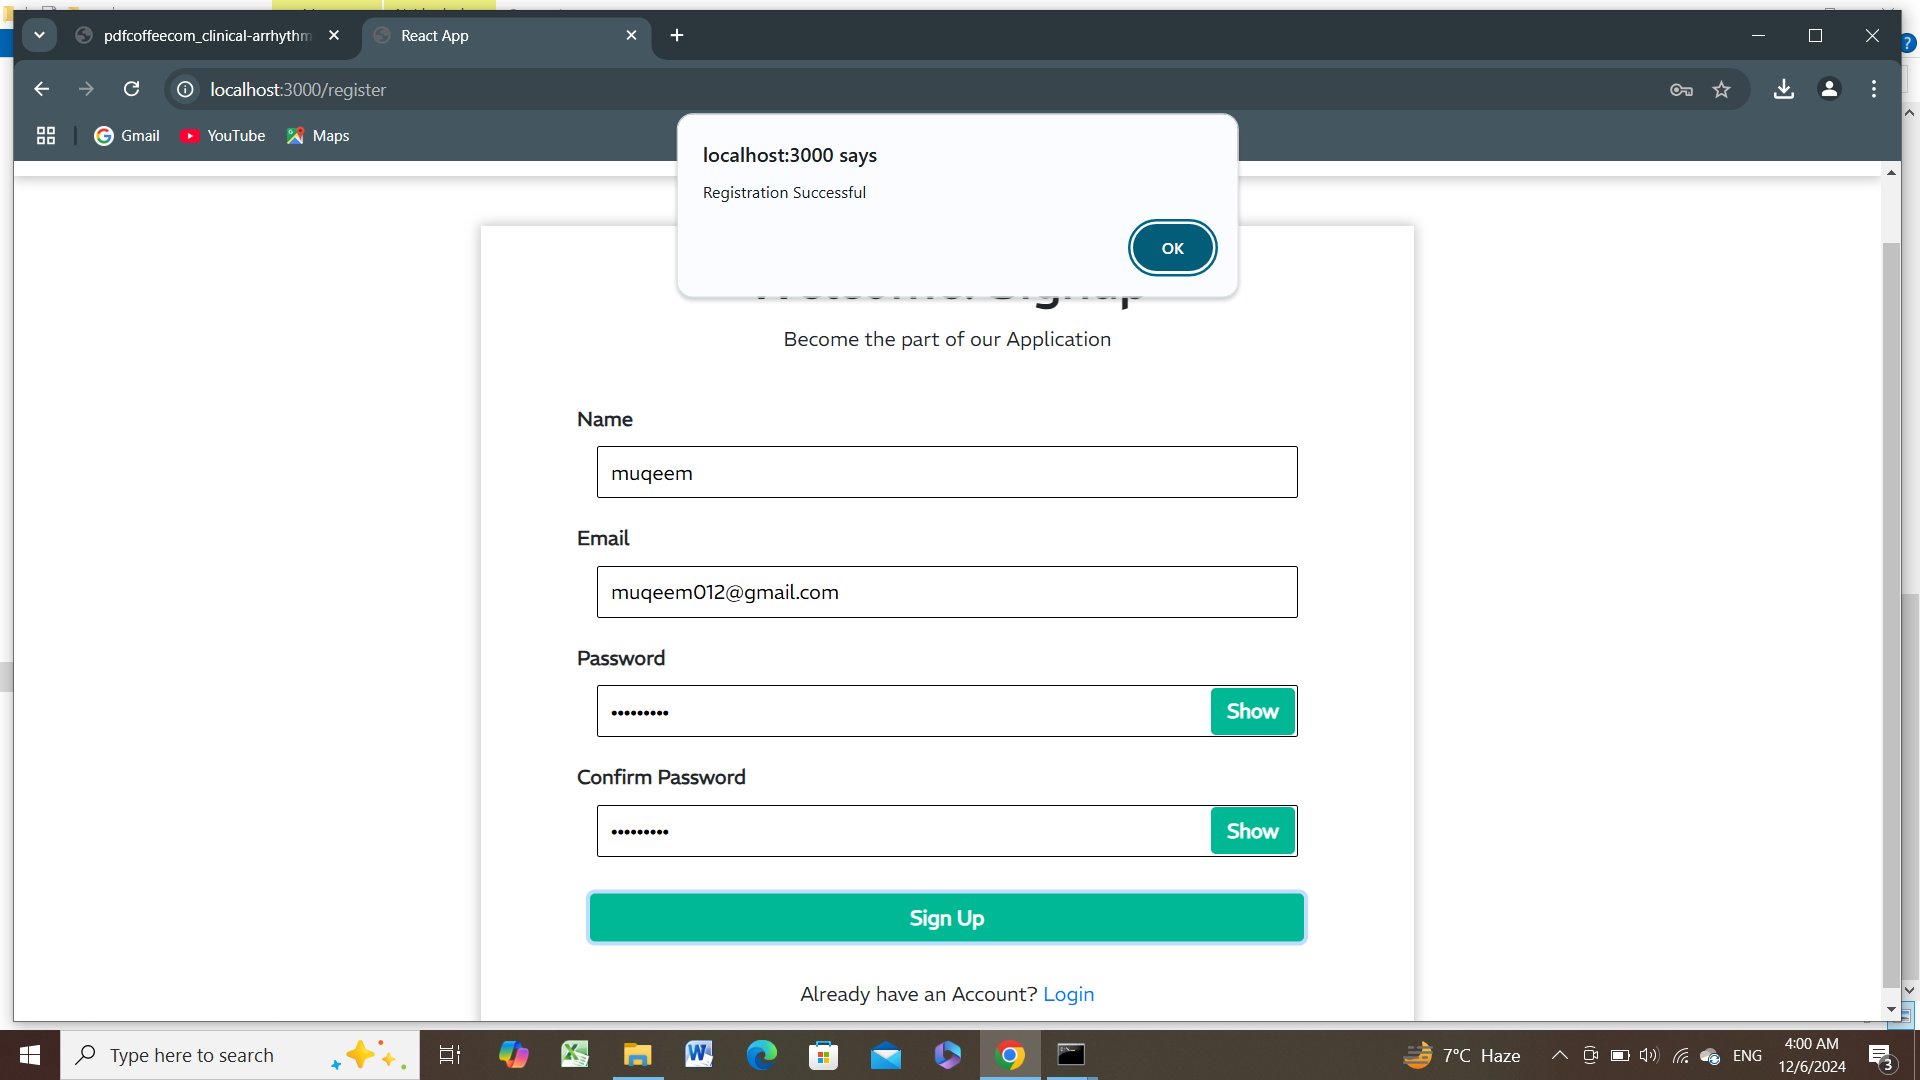 pdfcoffeecom_clinical-arrhythm
React App
localhost:3000/register
Gmail
YouTube
Maps
localhost:3000 says
Registration Successful
OK
Become the part of our Application
Name
muqeem
Email
muqeem012@gmail.com
Password
•••••••••
Show
Confirm Password
•••••••••
Show
Sign Up
Already have an Account? Login
Type here to search
7°C Haze
ENG
4:00 AM
12/6/2024
3